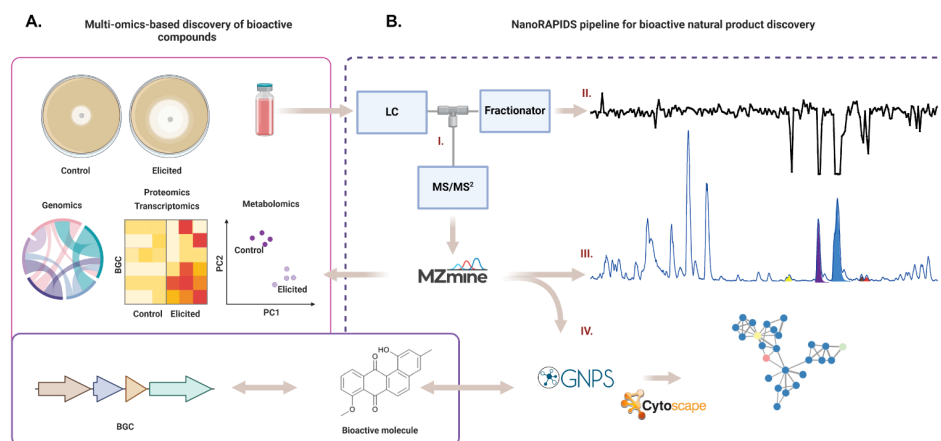 A.
Multi-omics-based discovery of bioactive
compounds
B.
NanoRAPIDS pipeline for bioactive natural product discovery
Control
Elicited
LC
Fractionator
I.
II.
MS/MS²
Proteomics
Genomics
Transcriptomics
Metabolomics
BGC
Control
Elicited
PC2
Control
Elicited
PC1
MZmine
III.
IV.
HO
O
O
O
BGC
Bioactive molecule
GNPS
Cytoscape